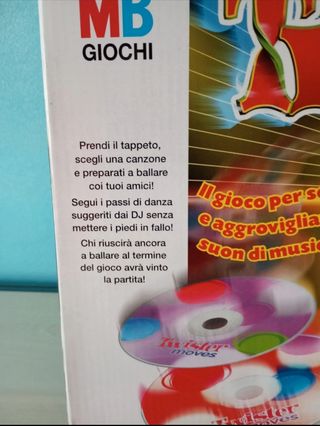 MB
GIOCHI
Prendi il tappeto,
scegli una canzone
e preparati a ballare
coi tuoi amici!
Segui i passi di danza
suggeriti dai DJ senza
mettere i piedi in fallo!
Chi riuscirà ancora
a ballare al termine
del gioco avrà vinto
la partita!
Il gioco per
e
suon di
Twister
moves
Twister
moves